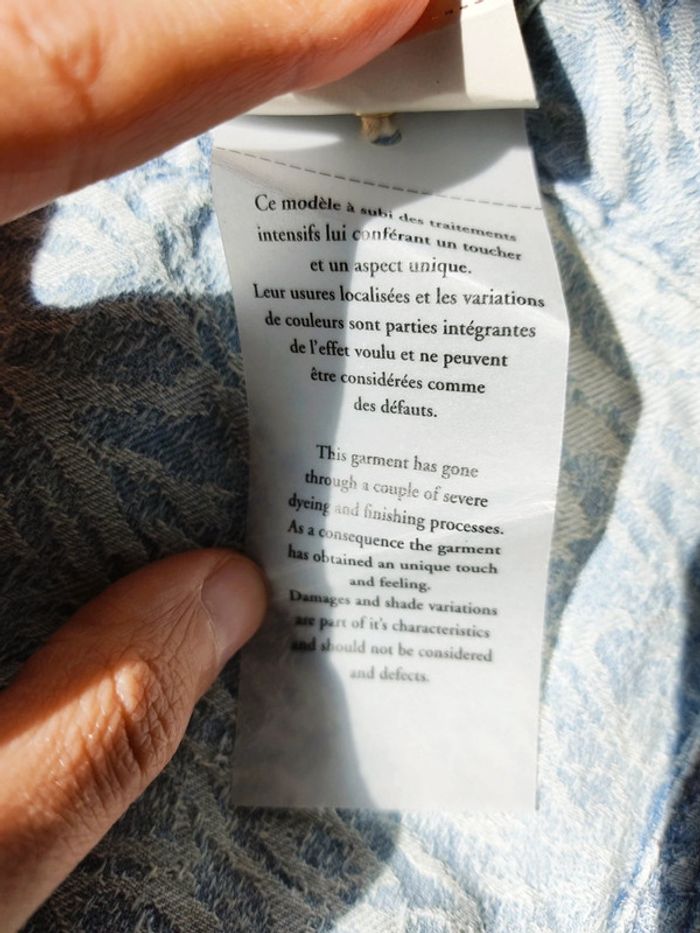 Ce modèle à subi des traitements
intensifs lui conférant un toucher
et un aspect unique.
Leur usures localisées et les variations
de couleurs sont parties intégrantes
de l'effet voulu et ne peuvent
être considérées comme
des défauts.
This garment has gone
through a couple of severe
dyeing and finishing processes.
As a consequence the garment
has obtained an unique touch
and feeling.
Damages and shade variations
are part of it's characteristics
and should not be considered
and defects.